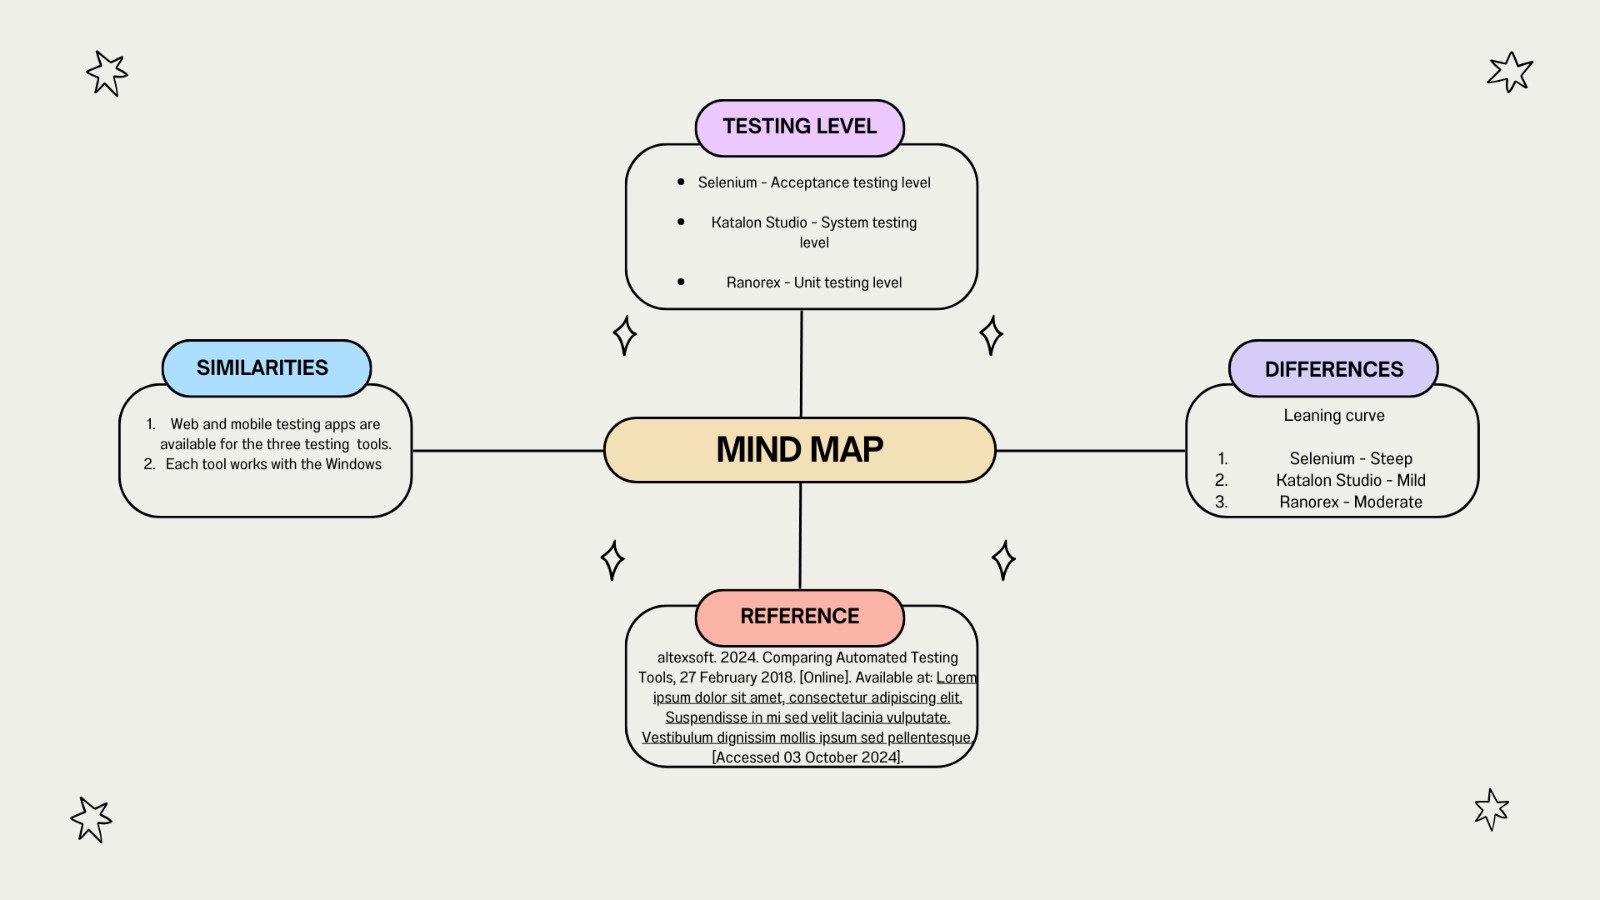 TESTING LEVEL
• Selenium - Acceptance testing level
• Katalon Studio - System testing
level
• Ranorex - Unit testing level
SIMILARITIES
1. Web and mobile testing apps are
available for the three testing  tools.
2. Each tool works with the Windows
MIND MAP
DIFFERENCES
Leaning curve
1. Selenium - Steep
2. Katalon Studio - Mild
3. Ranorex - Moderate
REFERENCE
altexsoft. 2024. Comparing Automated Testing
Tools, 27 February 2018. [Online]. Available at: Lorem
ipsum dolor sit amet, consectetur adipiscing elit.
Suspendisse in mi sed velit lacinia vulputate.
Vestibulum dignissim mollis ipsum sed pellentesque.
[Accessed 03 October 2024].